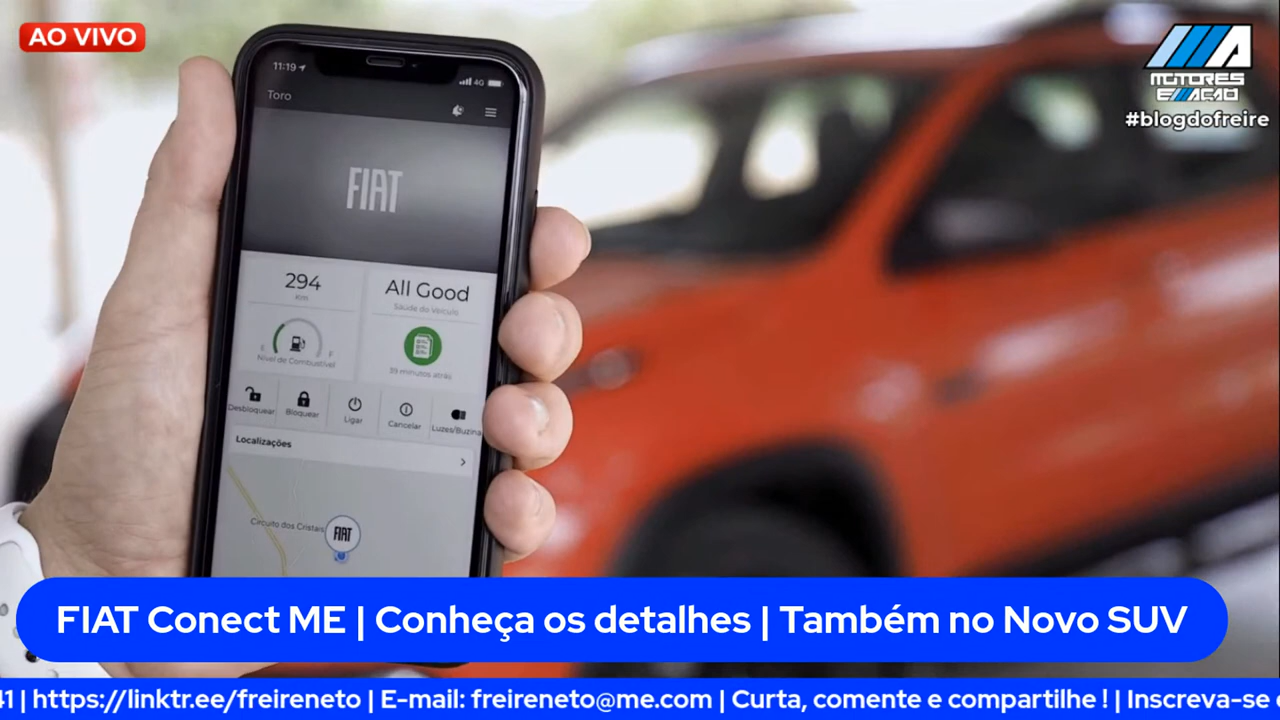 AO VIVO
MOTORES
EM AÇÃO
#blogdofreire
11:19
4G
Toro
FIAT
294
Km
All Good
Saúde do Veículo
E
F
Nível de Combustível
39 minutos atrás
Desbloquear
Bloquear
Ligar
Cancelar
Luzes/Buzina
Localizações
Circuito dos Cristais
FIAT
FIAT Conect ME | Conheça os detalhes | Também no Novo SUV
41 | https://linktr.ee/freireneto | E-mail: freireneto@me.com | Curta, comente e compartilhe ! | Inscreva-se